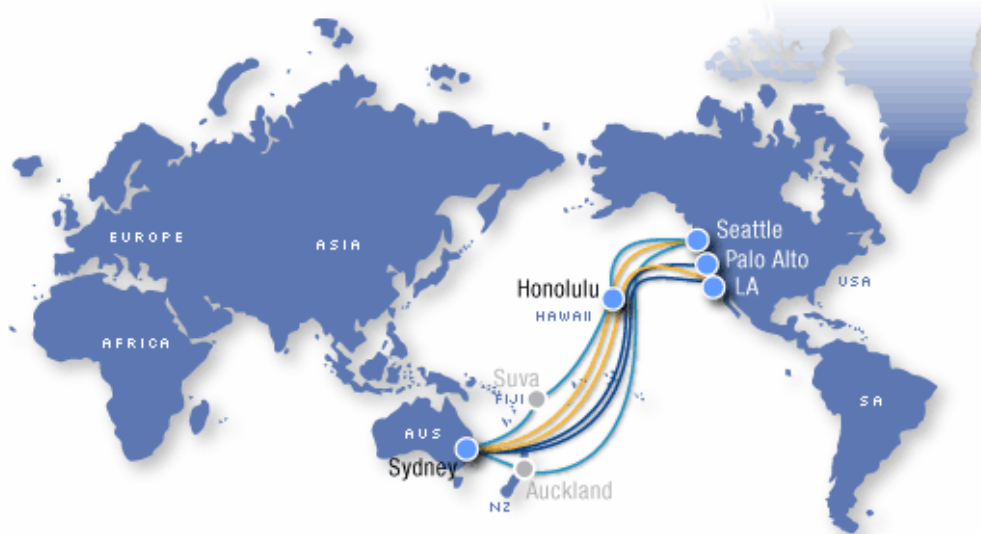 Seattle
EUROPE
ASIA
Palo Alto
Honolulu
LA
USA
HAWAII
AFRICA
Suva
FIJI
SA
AUS
Sydney
Auckland
NZ